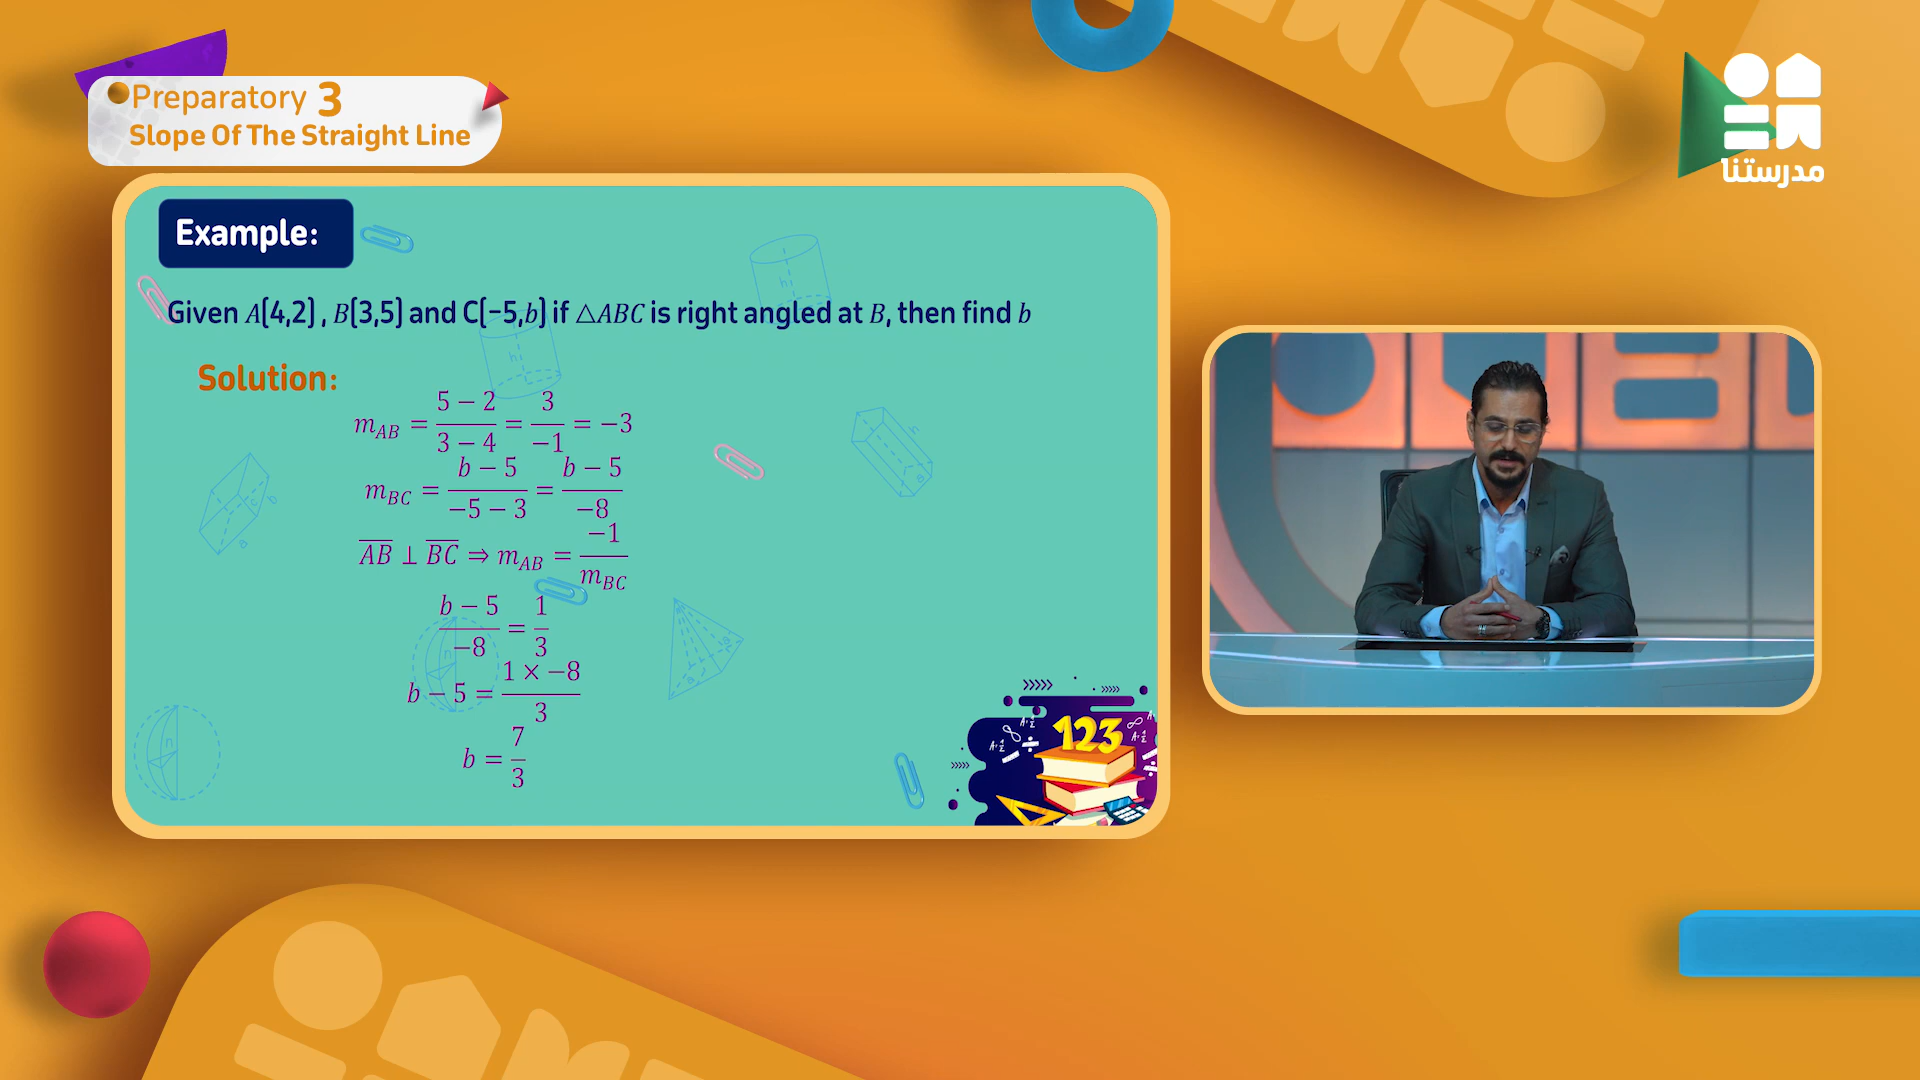 Preparatory 3
Slope Of The Straight Line
مدرستنا
Example:
Given A(4,2) , B(3,5) and C(−5,b) if △ABC is right angled at B, then find b
Solution:
m_AB = (5 − 2)/(3 − 4) = 3/(−1) = −3
m_BC = (b − 5)/(−5 − 3) = (b − 5)/(−8)
A̅B̅ ⊥ B̅C̅ ⇒ m_AB = −1/m_BC
(b − 5)/(−8) = 1/3
b − 5 = (1 × −8)/3
b = 7/3
123